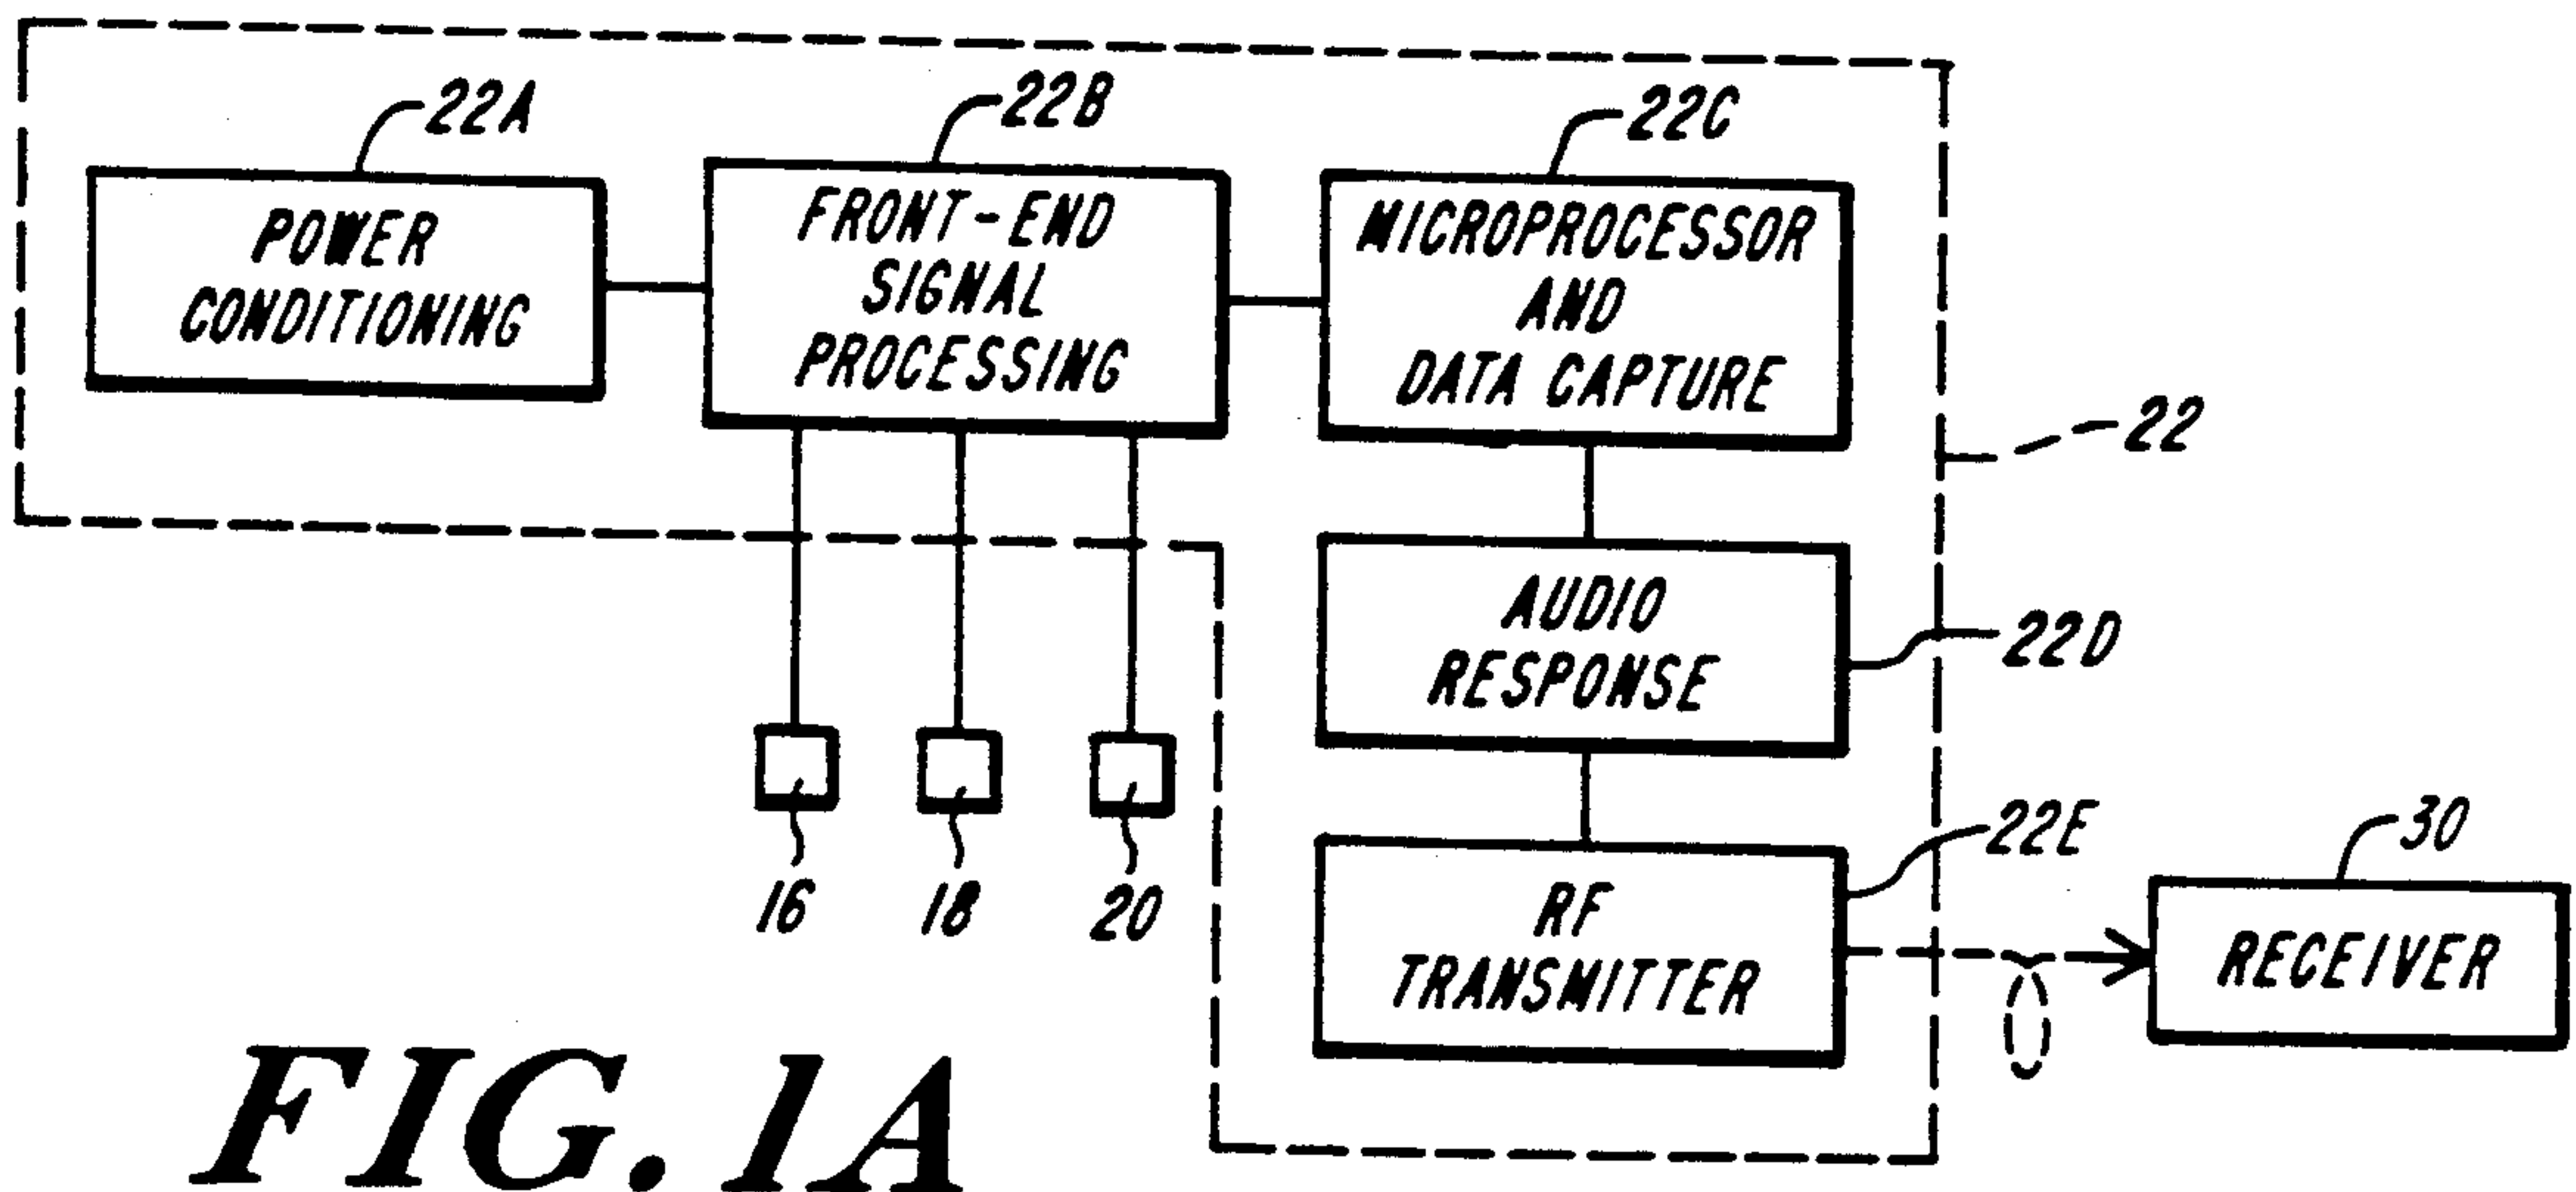 22A
22B
22C
POWER
CONDITIONING
FRONT-END
SIGNAL
PROCESSING
MICROPROCESSOR
AND
DATA CAPTURE
22
AUDIO
RESPONSE
22D
16
18
20
RF
TRANSMITTER
22E
30
RECEIVER
FIG. 1A